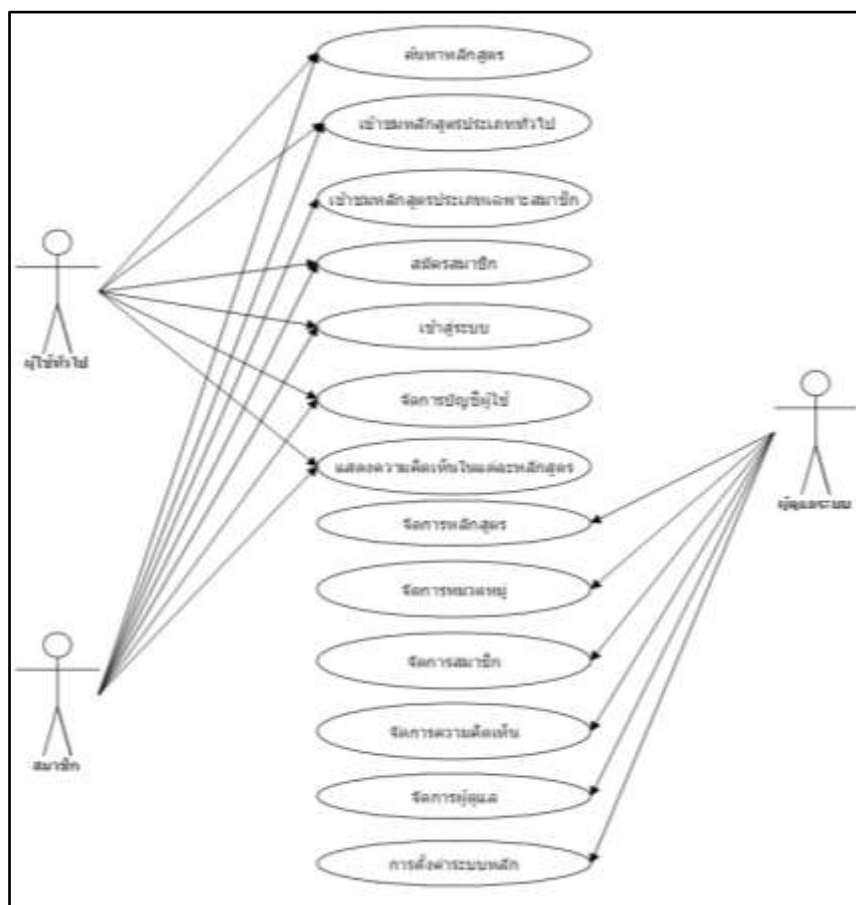 ค้นหาหลักสูตร
เข้าชมหลักสูตรประเภททั่วไป
เข้าชมหลักสูตรประเภทเฉพาะสมาชิก
สมัครสมาชิก
เข้าสู่ระบบ
ผู้ใช้ทั่วไป
จัดการบัญชีผู้ใช้
แสดงความคิดเห็นในแต่ละหลักสูตร
ผู้ดูแลระบบ
จัดการหลักสูตร
จัดการหมวดหมู่
จัดการสมาชิก
จัดการความคิดเห็น
สมาชิก
จัดการผู้ดูแล
การตั้งค่าระบบหลัก